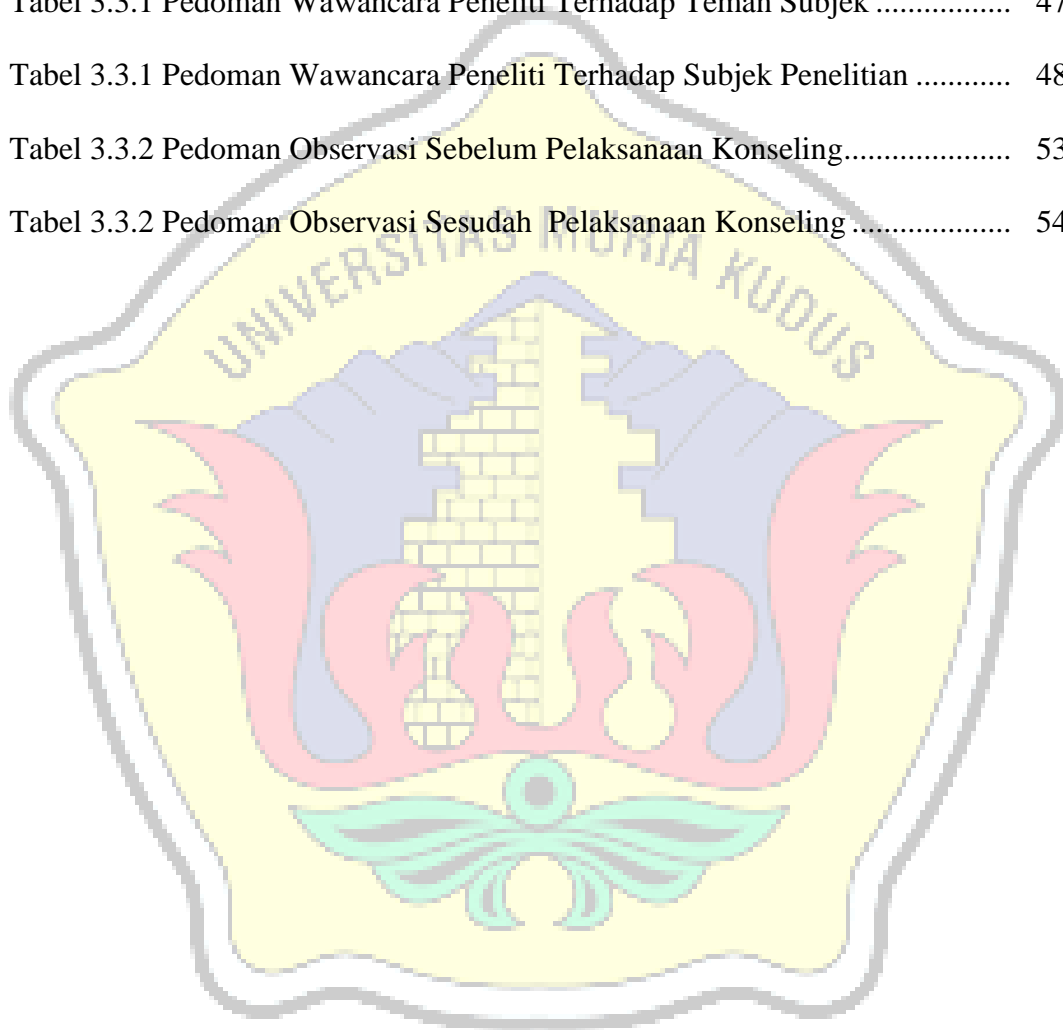 Tabel 3.3.1 Pedoman Wawancara Peneliti Terhadap Teman Subjek ................ 47
Tabel 3.3.1 Pedoman Wawancara Peneliti Terhadap Subjek Penelitian ............ 48
Tabel 3.3.2 Pedoman Observasi Sebelum Pelaksanaan Konseling..................... 53
Tabel 3.3.2 Pedoman Observasi Sesudah  Pelaksanaan Konseling .................... 54
UNIVERSITAS MURIA KUDUS